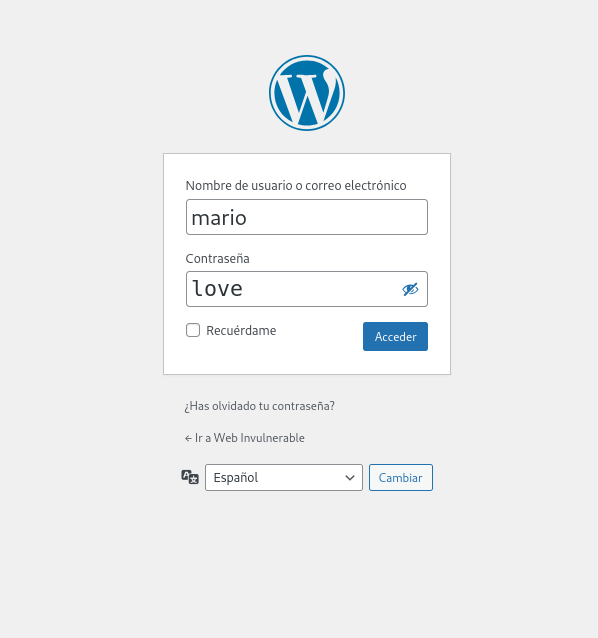 Nombre de usuario o correo electrónico
mario
Contraseña
love
Recuérdame
Acceder
¿Has olvidado tu contraseña?
← Ir a Web Invulnerable
Español
Cambiar